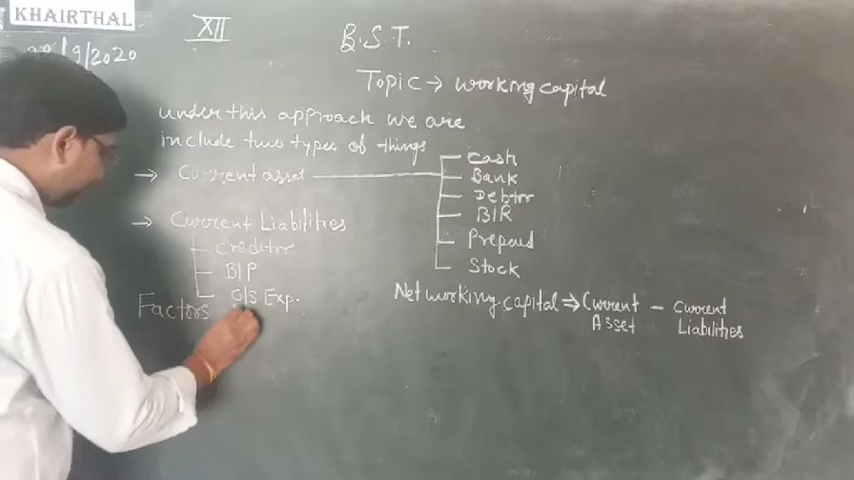 KHAIRTHAL
/9/2020
XII
B.S.T.
Topic → working capital
under this approach we are
include two types of things
→ Current asset
Cash
Bank
Debtor
B/R
Prepaid
Stock
→ Current Liabilities
creditor
B/P
O/S Exp.
Net working capital ⇒ Current Asset - Current Liabilities
Factors